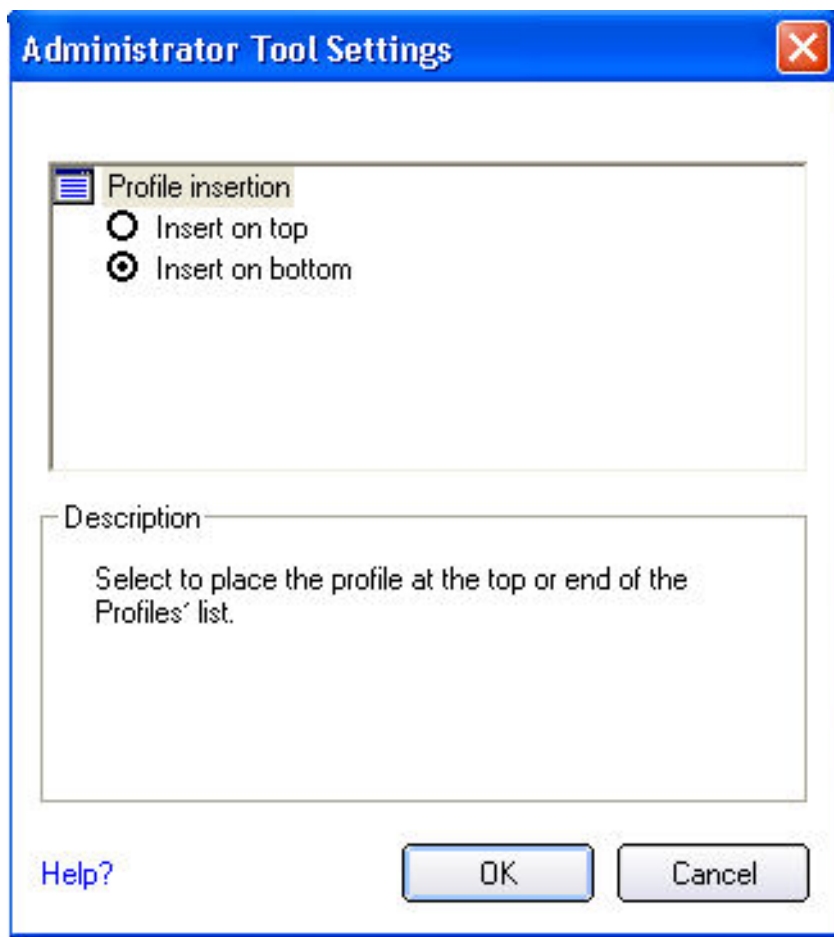 Administrator Tool Settings
Profile insertion
Insert on top
Insert on bottom
Description
Select to place the profile at the top or end of the
Profiles´ list.
Help?
OK
Cancel